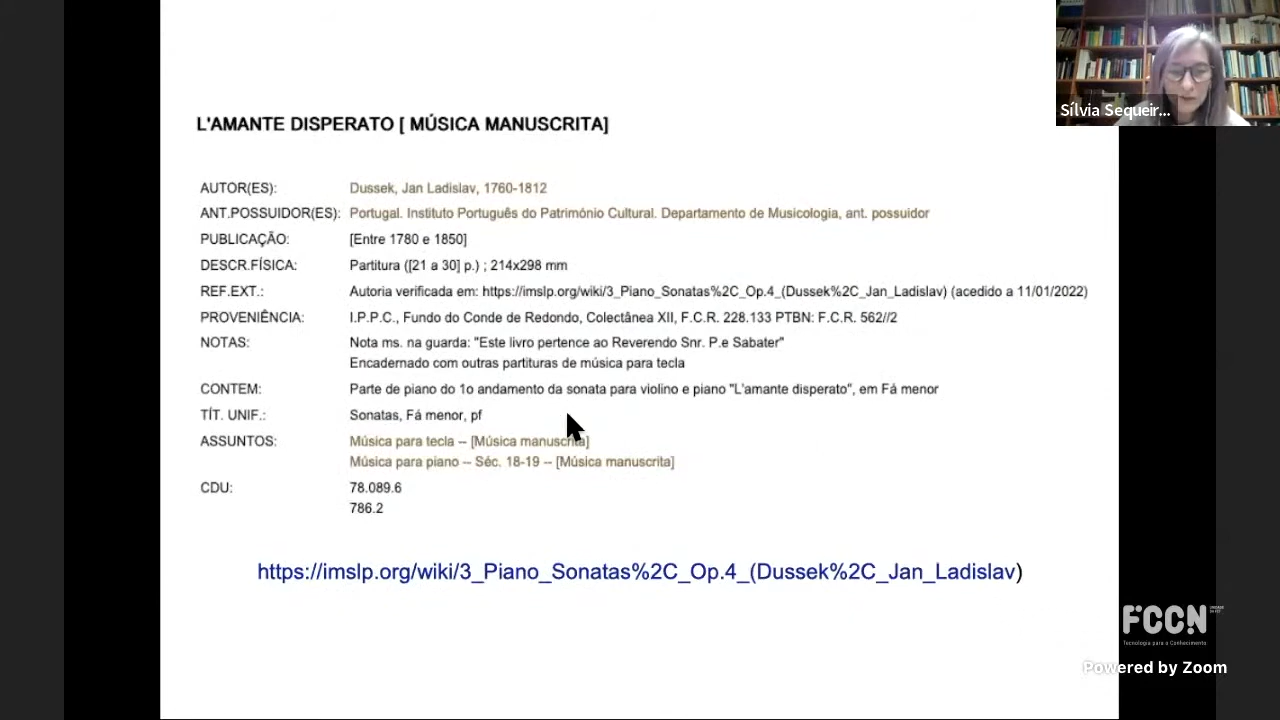 L'AMANTE DISPERATO [ MÚSICA MANUSCRITA]
AUTOR(ES): Dussek, Jan Ladislav, 1760-1812
ANT.POSSUIDOR(ES): Portugal. Instituto Português do Património Cultural. Departamento de Musicologia, ant. possuidor
PUBLICAÇÃO: [Entre 1780 e 1850]
DESCR.FÍSICA: Partitura ([21 a 30] p.) ; 214x298 mm
REF.EXT.: Autoria verificada em: https://imslp.org/wiki/3_Piano_Sonatas%2C_Op.4_(Dussek%2C_Jan_Ladislav) (acedido a 11/01/2022)
PROVENIÊNCIA: I.P.P.C., Fundo do Conde de Redondo, Colectânea XII, F.C.R. 228.133 PTBN: F.C.R. 562//2
NOTAS: Nota ms. na guarda: "Este livro pertence ao Reverendo Snr. P.e Sabater"
Encadernado com outras partituras de música para tecla
CONTEM: Parte de piano do 1o andamento da sonata para violino e piano "L'amante disperato", em Fá menor
TÍT. UNIF.: Sonatas, Fá menor, pf
ASSUNTOS: Música para tecla -- [Música manuscrita]
Música para piano -- Séc. 18-19 -- [Música manuscrita]
CDU: 78.089.6
786.2
https://imslp.org/wiki/3_Piano_Sonatas%2C_Op.4_(Dussek%2C_Jan_Ladislav)
Sílvia Sequeir...
FCCN
Tecnologia para o Conhecimento
Powered by Zoom